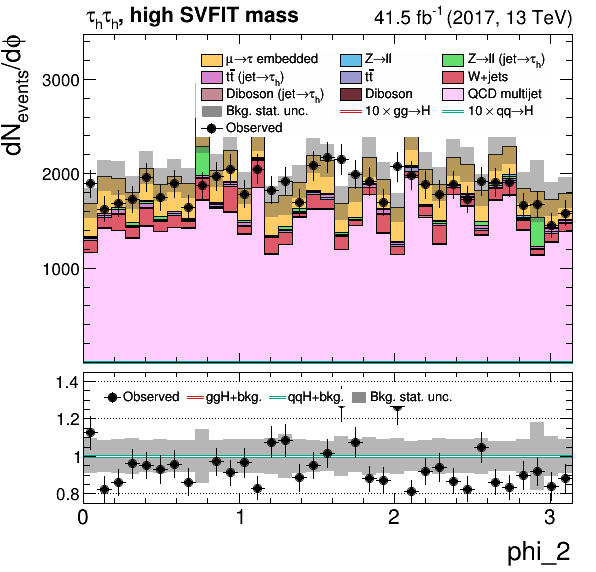 τhτh, high SVFIT mass 41.5 fb⁻¹ (2017, 13 TeV)
dNevents/dϕ
3000
2000
1000
μ→τ embedded Z→ll Z→ll (jet→τh)
tt̄ (jet→τh) tt̄ W+jets
Diboson (jet→τh) Diboson QCD multijet
Bkg. stat. unc. 10 × gg→H 10 × qq→H
Observed
1.4
1.2
1
0.8
Observed ggH+bkg. qqH+bkg. Bkg. stat. unc.
0 1 2 3
phi_2